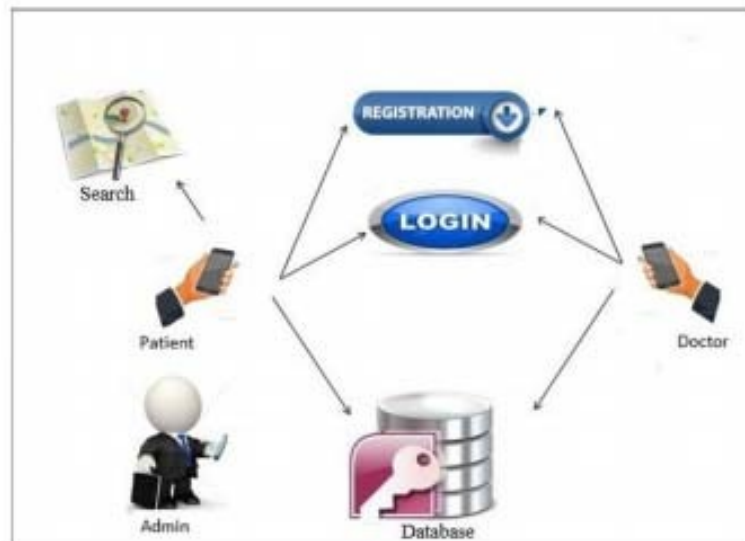 REGISTRATION
Search
LOGIN
Patient
Doctor
Admin
Database